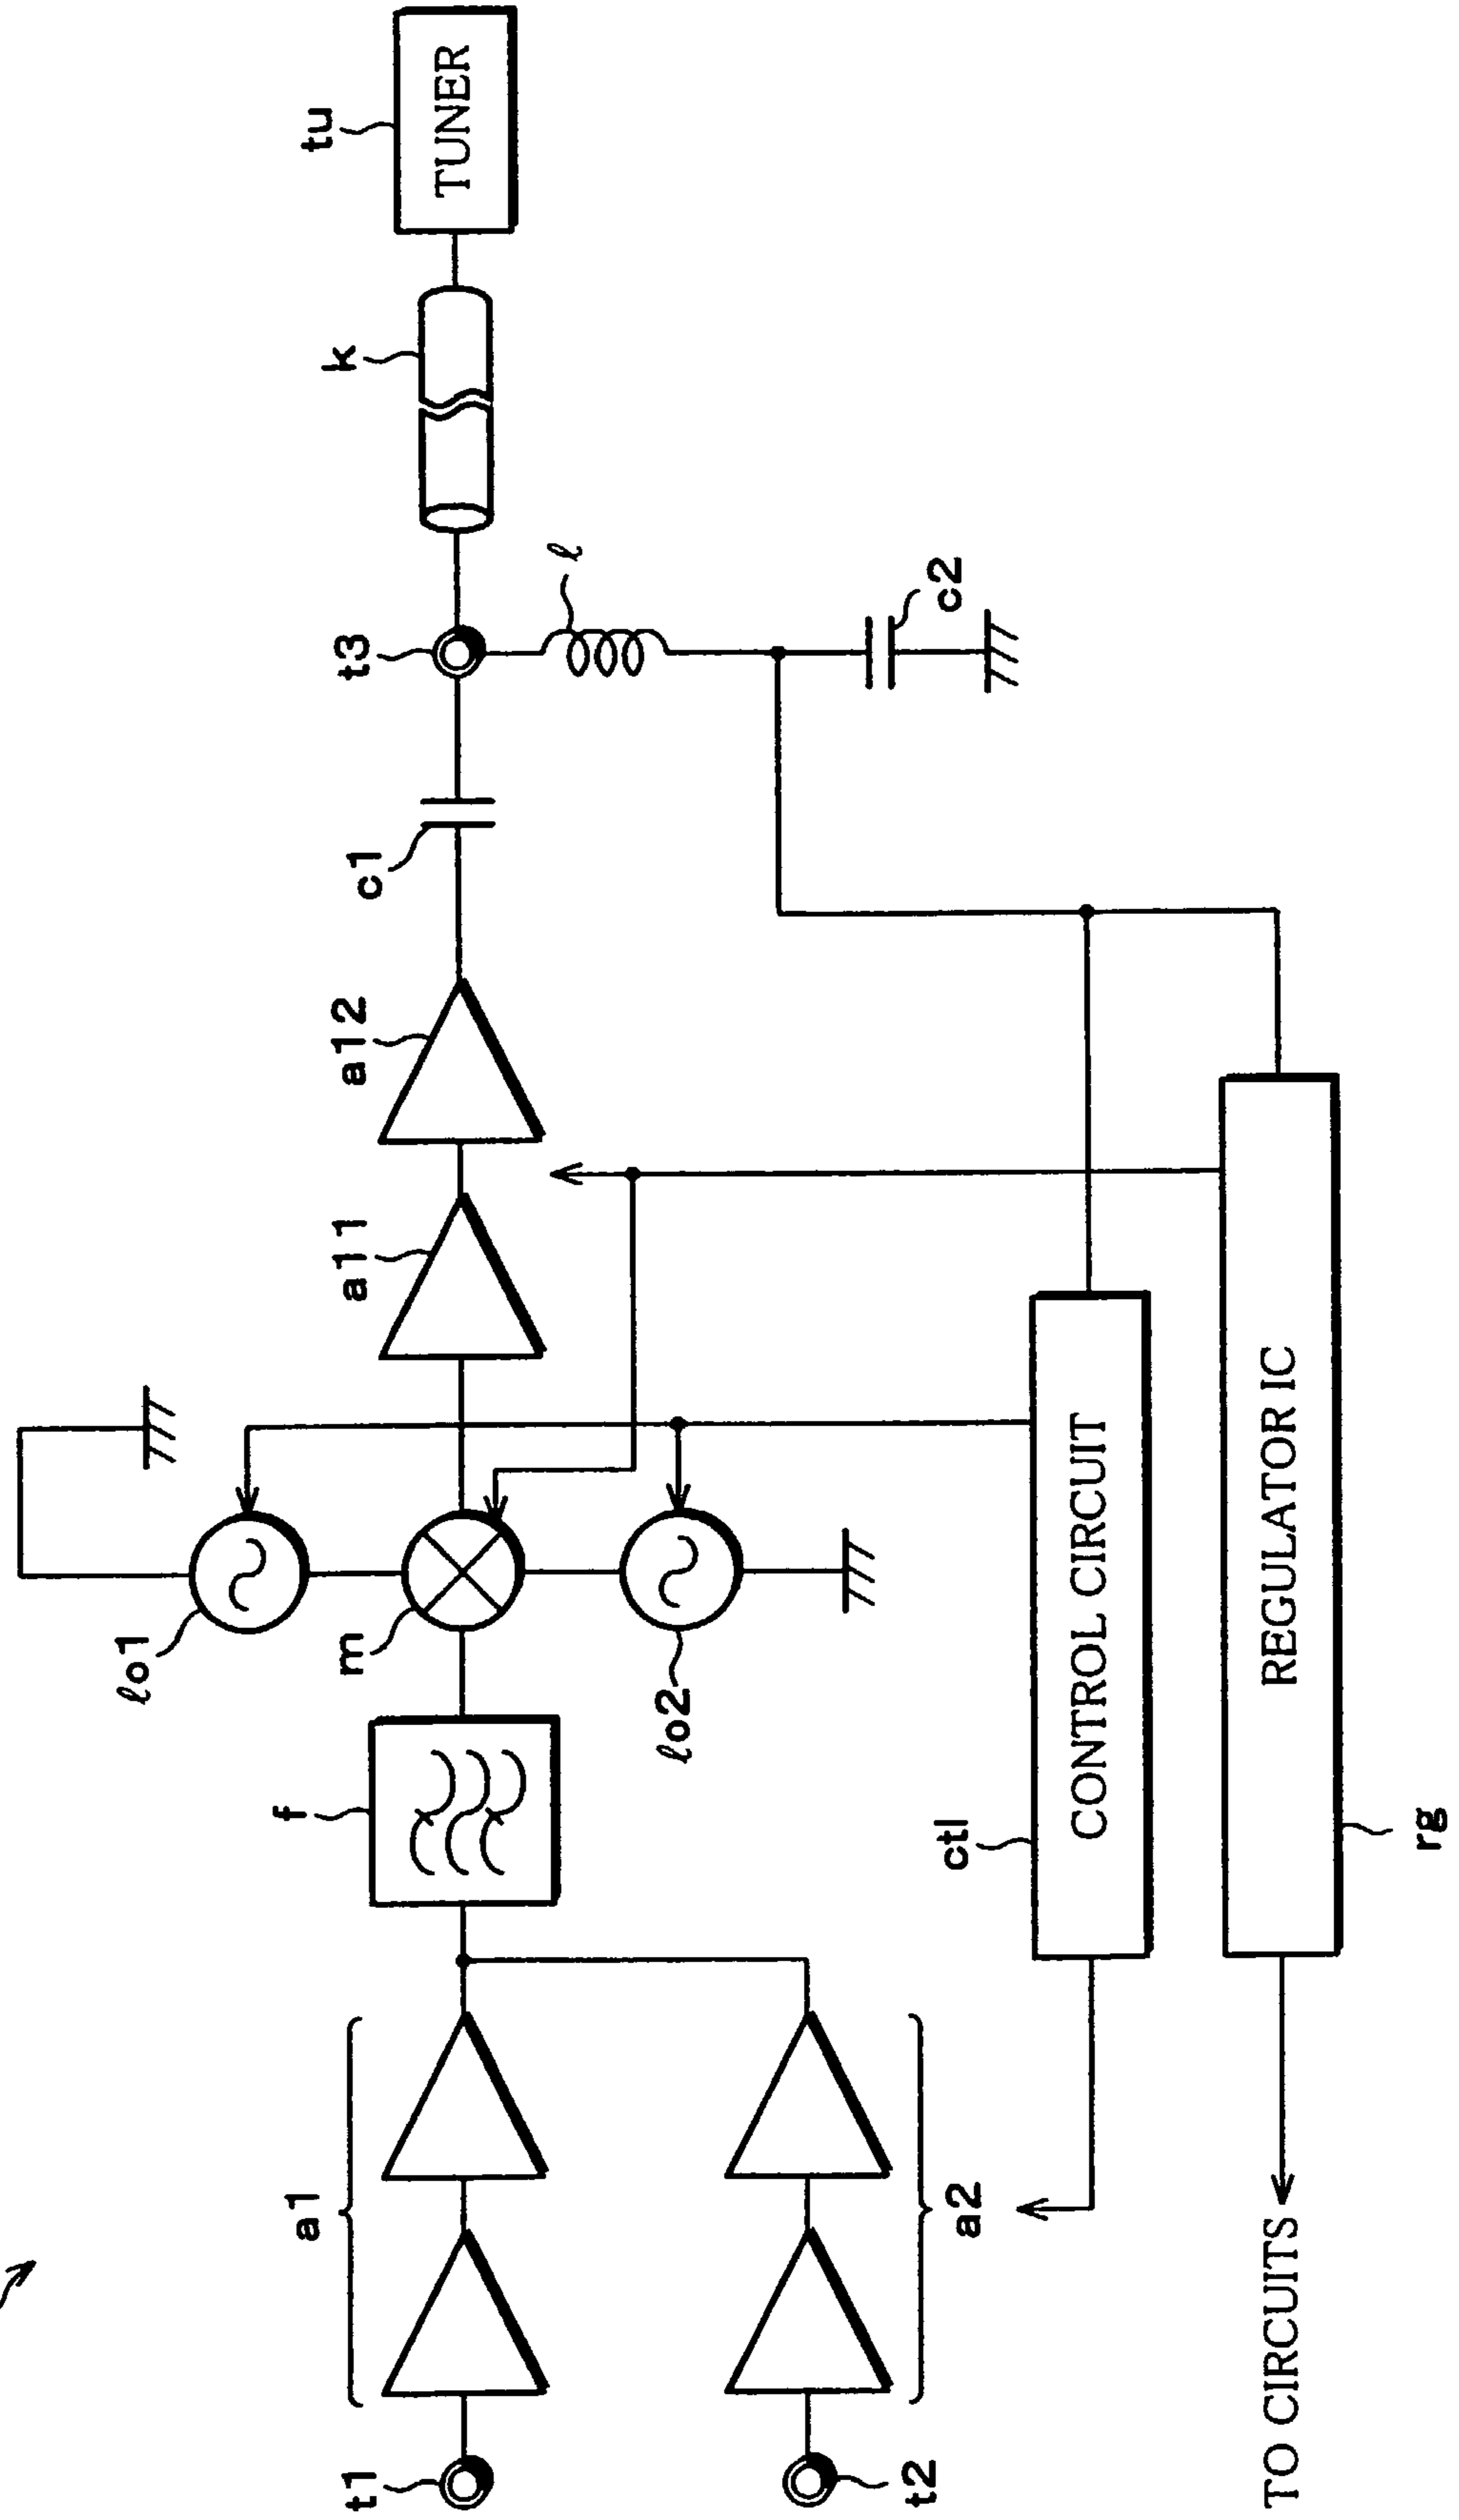 ℓo1
a1
f
m
a11
a12
c1
t3
k
tu
TUNER
t1
ℓ
ℓo2
t2
a2
ctl
c2
CONTROL CIRCUIT
TO CIRCUITS
REGULATOR IC
rg